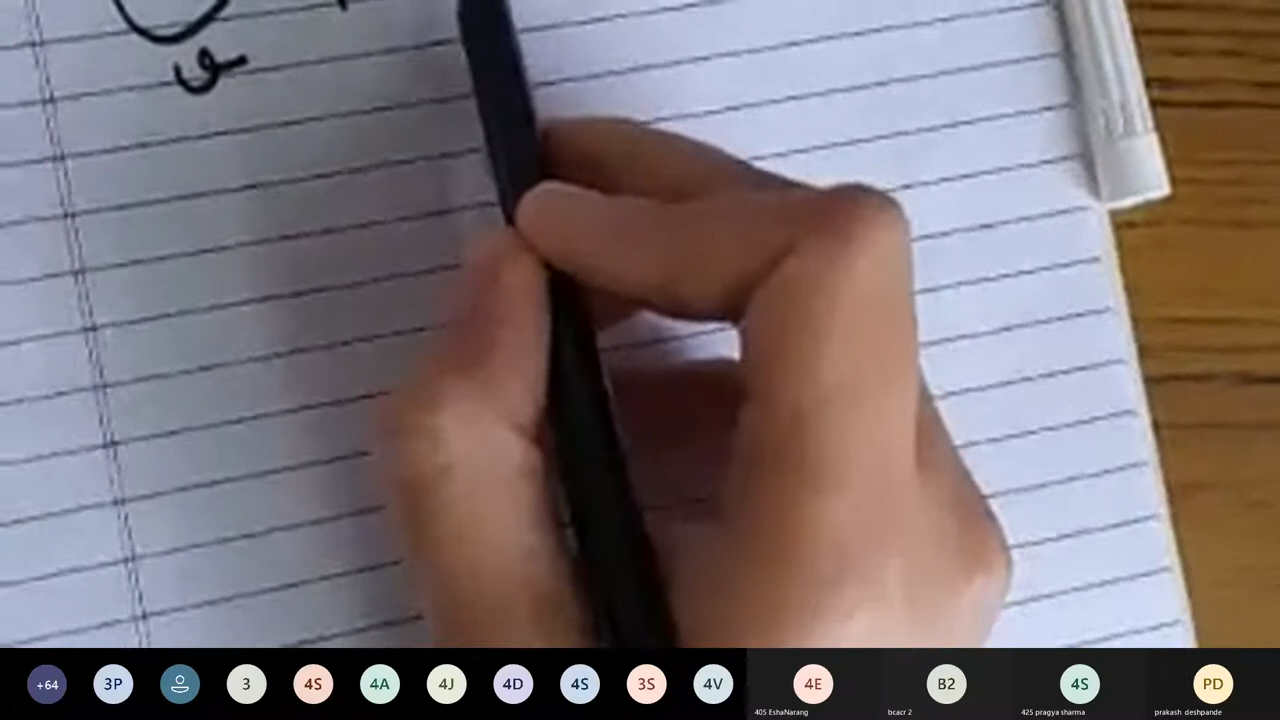 +64 3P 3 4S 4A 4J 4D 4S 3S 4V 4E B2 4S PD
405 EshaNarang bcacr 2 425 pragya sharma prakash deshpande